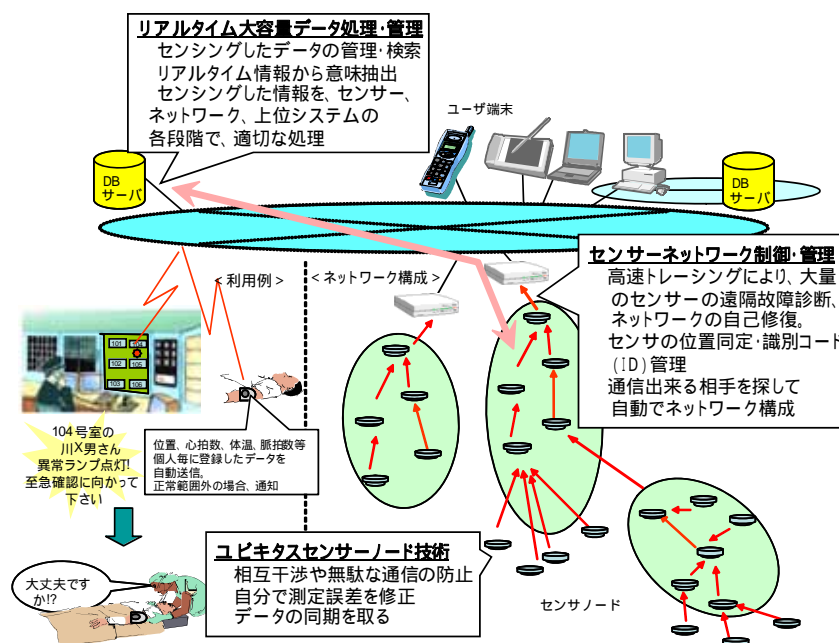 リアルタイム大容量データ処理・管理
センシングしたデータの管理・検索
リアルタイム情報から意味抽出
センシングした情報を、センサー、
ネットワーク、上位システムの
各段階で、適切な処理
ユーザ端末
DB
サーバ
DB
サーバ
<利用例>
<ネットワーク構成>
センサーネットワーク制御・管理
高速トレーシングにより、大量
のセンサーの遠隔故障診断、
ネットワークの自己修復。
センサの位置同定・識別コード
(ID)管理
通信出来る相手を探して
自動でネットワーク構成
101
104
102
105
103
106
104号室の
川X男さん
異常ランプ点灯!
至急確認に向かって
下さい
位置、心拍数、体温、脈拍数等
個人毎に登録したデータを
自動送信。
正常範囲外の場合、通知
ユビキタスセンサーノード技術
相互干渉や無駄な通信の防止
自分で測定誤差を修正
データの同期を取る
大丈夫です
か!?
センサノード